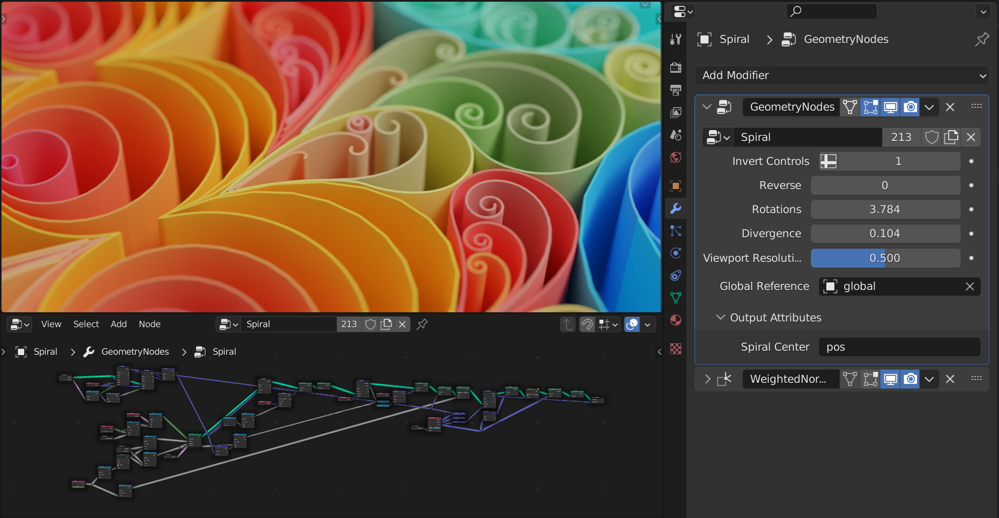 Spiral
GeometryNodes
Add Modifier
GeometryNodes
Spiral
213
Invert Controls
1
Reverse
0
Rotations
3.784
Divergence
0.104
Viewport Resoluti...
0.500
Global Reference
global
Output Attributes
Spiral Center
pos
WeightedNor...
View
Select
Add
Node
Spiral
213
Spiral
GeometryNodes
Spiral